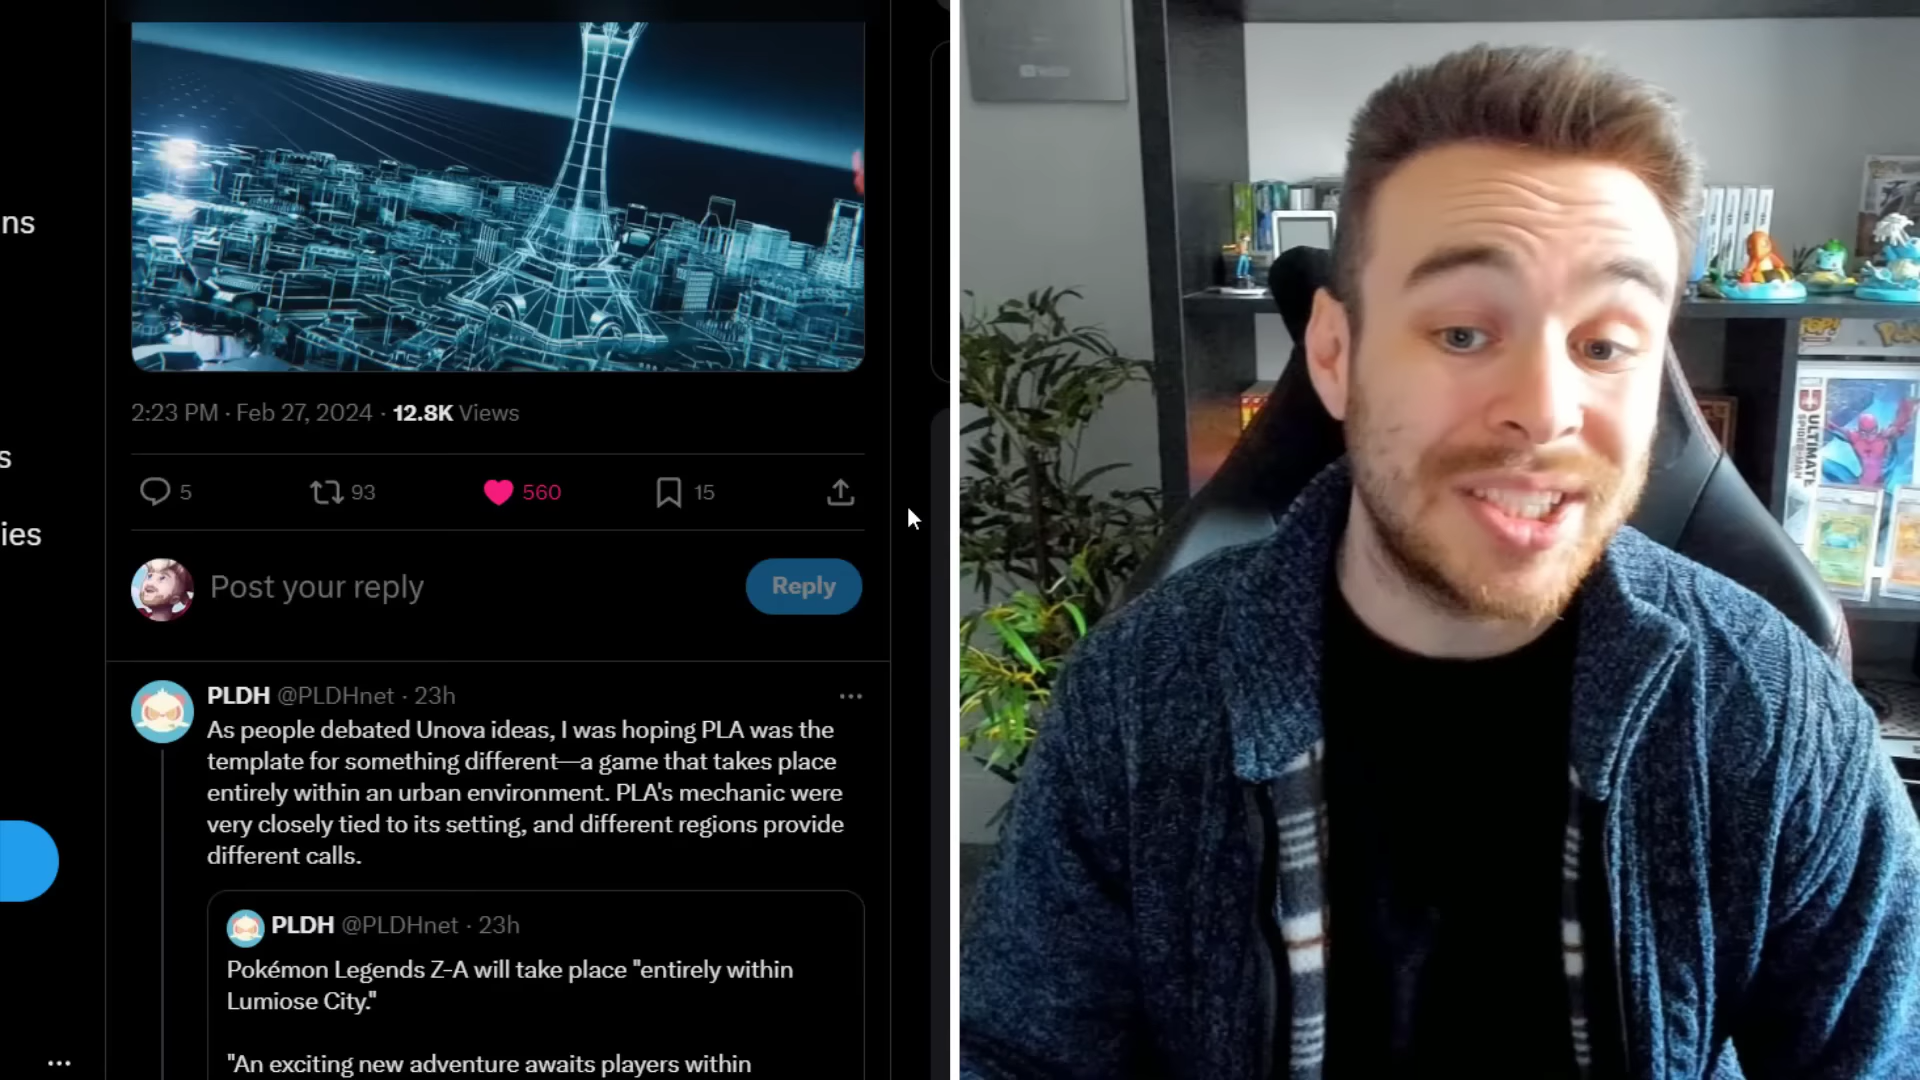 ns
s
ies
2:23 PM · Feb 27, 2024 · 12.8K Views
5 93 560 15
Post your reply
Reply
PLDH @PLDHnet · 23h
As people debated Unova ideas, I was hoping PLA was the
template for something different—a game that takes place
entirely within an urban environment. PLA's mechanic were
very closely tied to its setting, and different regions provide
different calls.
PLDH @PLDHnet · 23h
Pokémon Legends Z-A will take place "entirely within
Lumiose City."
"An exciting new adventure awaits players within
POP!
ULTIMATE
SPIDER-MAN